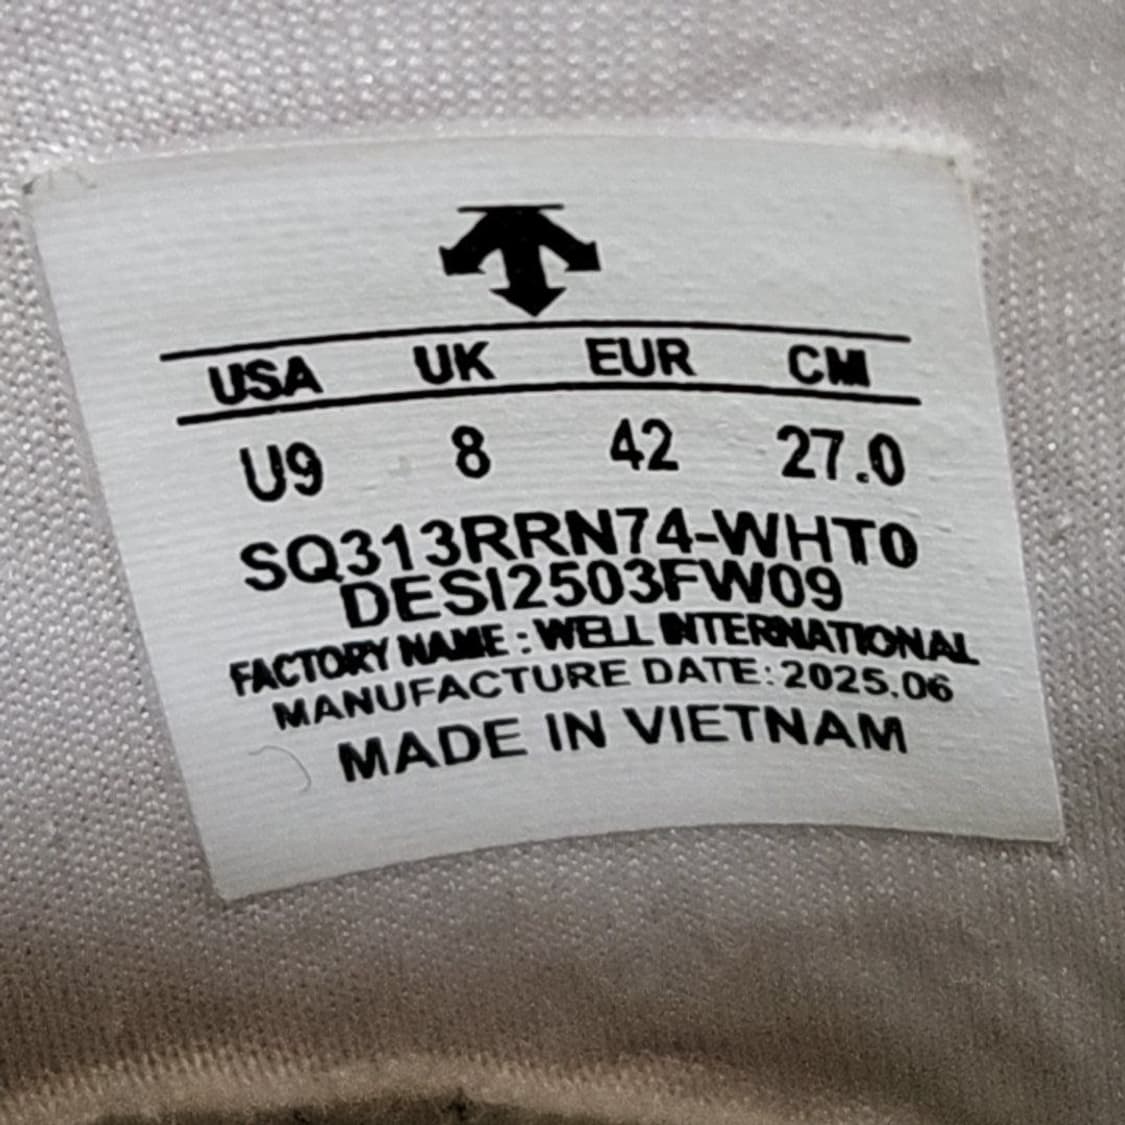 USA UK EUR CM
U9 8 42 27.0
SQ313RRN74-WHT0
DESI2503FW09
FACTORY NAME : WELL INTERNATIONAL
MANUFACTURE DATE: 2025.06
MADE IN VIETNAM